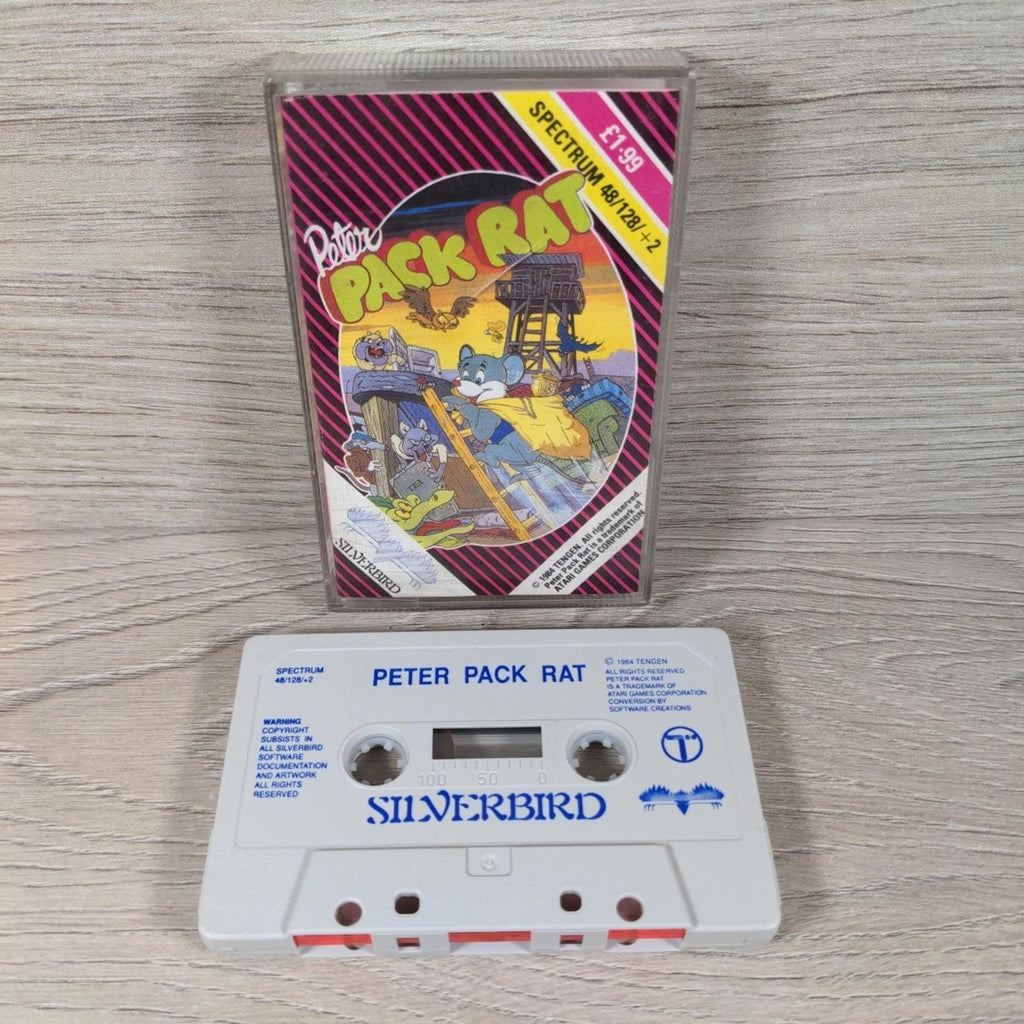 £1·99
SPECTRUM 48/128/+2
Peter
PACK RAT
TEA
SILVERBIRD
© 1984 TENGEN. All rights reserved.
Peter Pack Rat is a trademark of
ATARI GAMES CORPORATION
SPECTRUM
48/128/+2
PETER PACK RAT
© 1984 TENGEN
ALL RIGHTS RESERVED
PETER PACK RAT
IS A TRADEMARK OF
ATARI GAMES CORPORATION
CONVERSION BY
SOFTWARE CREATIONS
WARNING
COPYRIGHT
SUBSISTS IN
ALL SILVERBIRD
SOFTWARE
DOCUMENTATION
AND ARTWORK
ALL RIGHTS
RESERVED
100 50 0
SILVERBIRD